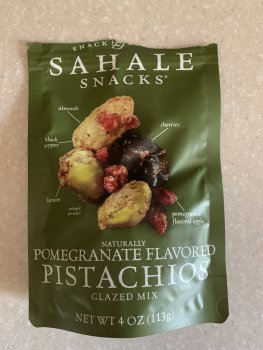 SNACK
SAHALE
SNACKS®
almonds
cherries
black
pepper
lemon
pomegranate
flavored apple
NATURALLY
POMEGRANATE FLAVORED
PISTACHIOS
GLAZED MIX
NET WT 4 OZ (113g)